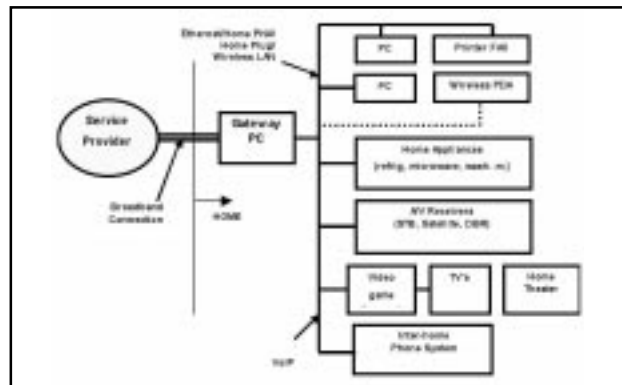 Ethernet/Home PNA/
Home Plug/
Wireless LAN
PC
Printer FAX
PC
Wireless PDA
Service
Provider
Gateway
PC
Home Appliances
(refrig, microwave, wash. m.)
Broadband
Connection
HOME
A/V Receivers
(STB, Satellite, DBR)
Video
game
TV's
Home
Theater
Inter-home
Phone System
VoIP